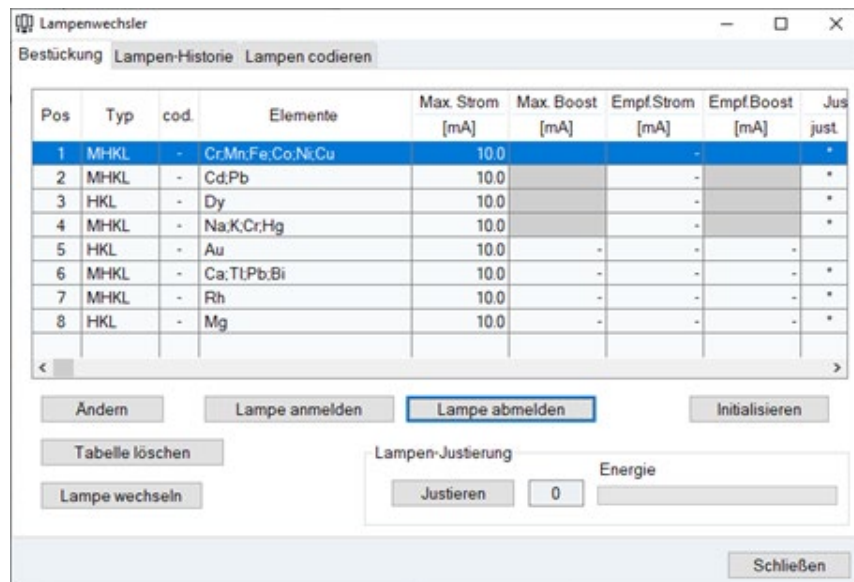 Lampenwechsler
Bestückung Lampen-Historie Lampen codieren
Pos Typ cod. Elemente Max. Strom [mA] Max. Boost [mA] Empf.Strom [mA] Empf.Boost [mA] Jus just.
1 MHKL - Cr;Mn;Fe;Co;Ni;Cu 10.0 - *
2 MHKL - Cd;Pb 10.0 - *
3 HKL - Dy 10.0 - *
4 MHKL - Na;K;Cr;Hg 10.0 - *
5 HKL - Au 10.0 - - -
6 MHKL - Ca;Tl;Pb;Bi 10.0 - - - *
7 MHKL - Rh 10.0 - - - *
8 HKL - Mg 10.0 - - - *
Ändern Lampe anmelden Lampe abmelden Initialisieren
Tabelle löschen
Lampen-Justierung
Energie
Lampe wechseln
Justieren 0
Schließen